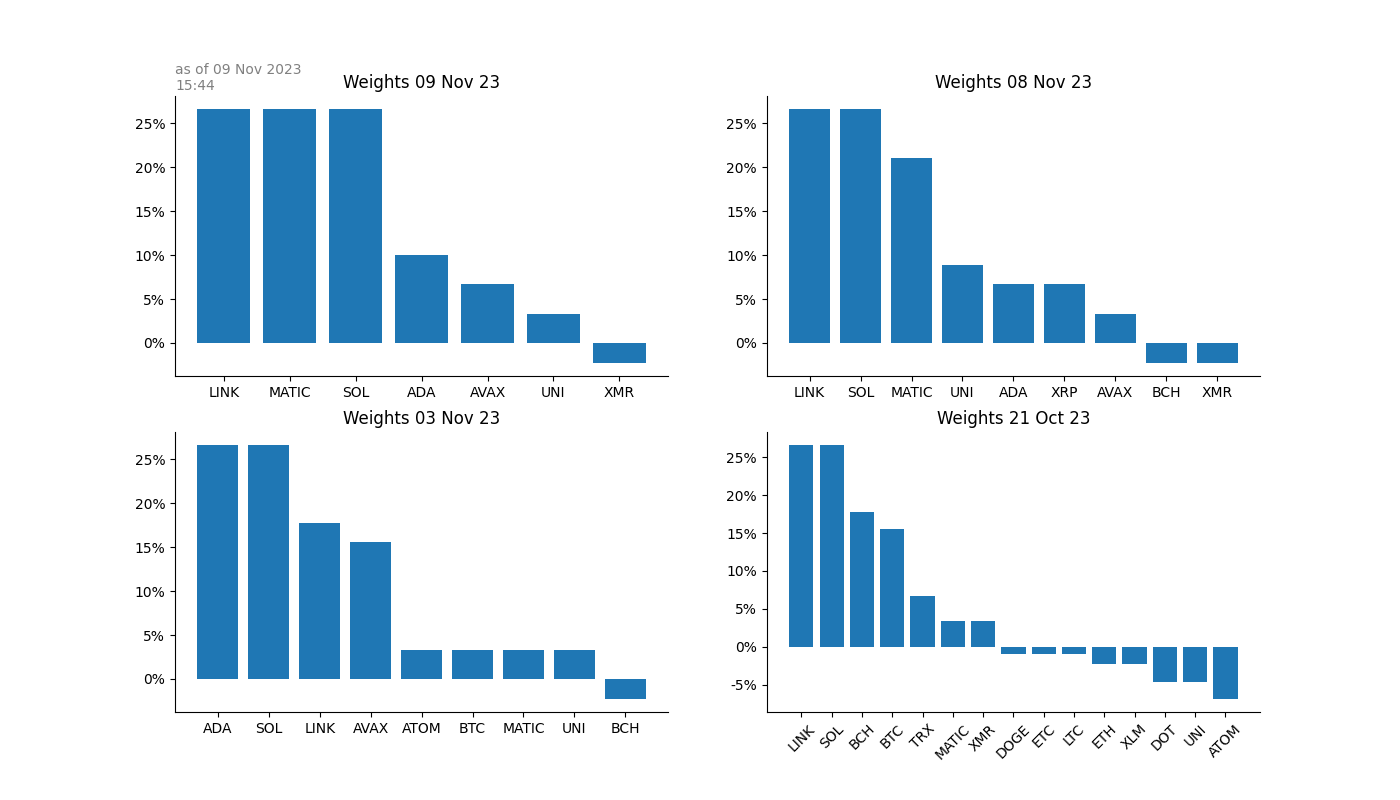 as of 09 Nov 2023
15:44
Weights 09 Nov 23
25%
20%
15%
10%
5%
0%
LINK MATIC SOL ADA AVAX UNI XMR
Weights 08 Nov 23
25%
20%
15%
10%
5%
0%
LINK SOL MATIC UNI ADA XRP AVAX BCH XMR
Weights 03 Nov 23
25%
20%
15%
10%
5%
0%
ADA SOL LINK AVAX ATOM BTC MATIC UNI BCH
Weights 21 Oct 23
25%
20%
15%
10%
5%
0%
-5%
LINK SOL BCH BTC TRX MATIC XMR DOGE ETC LTC ETH XLM DOT UNI ATOM